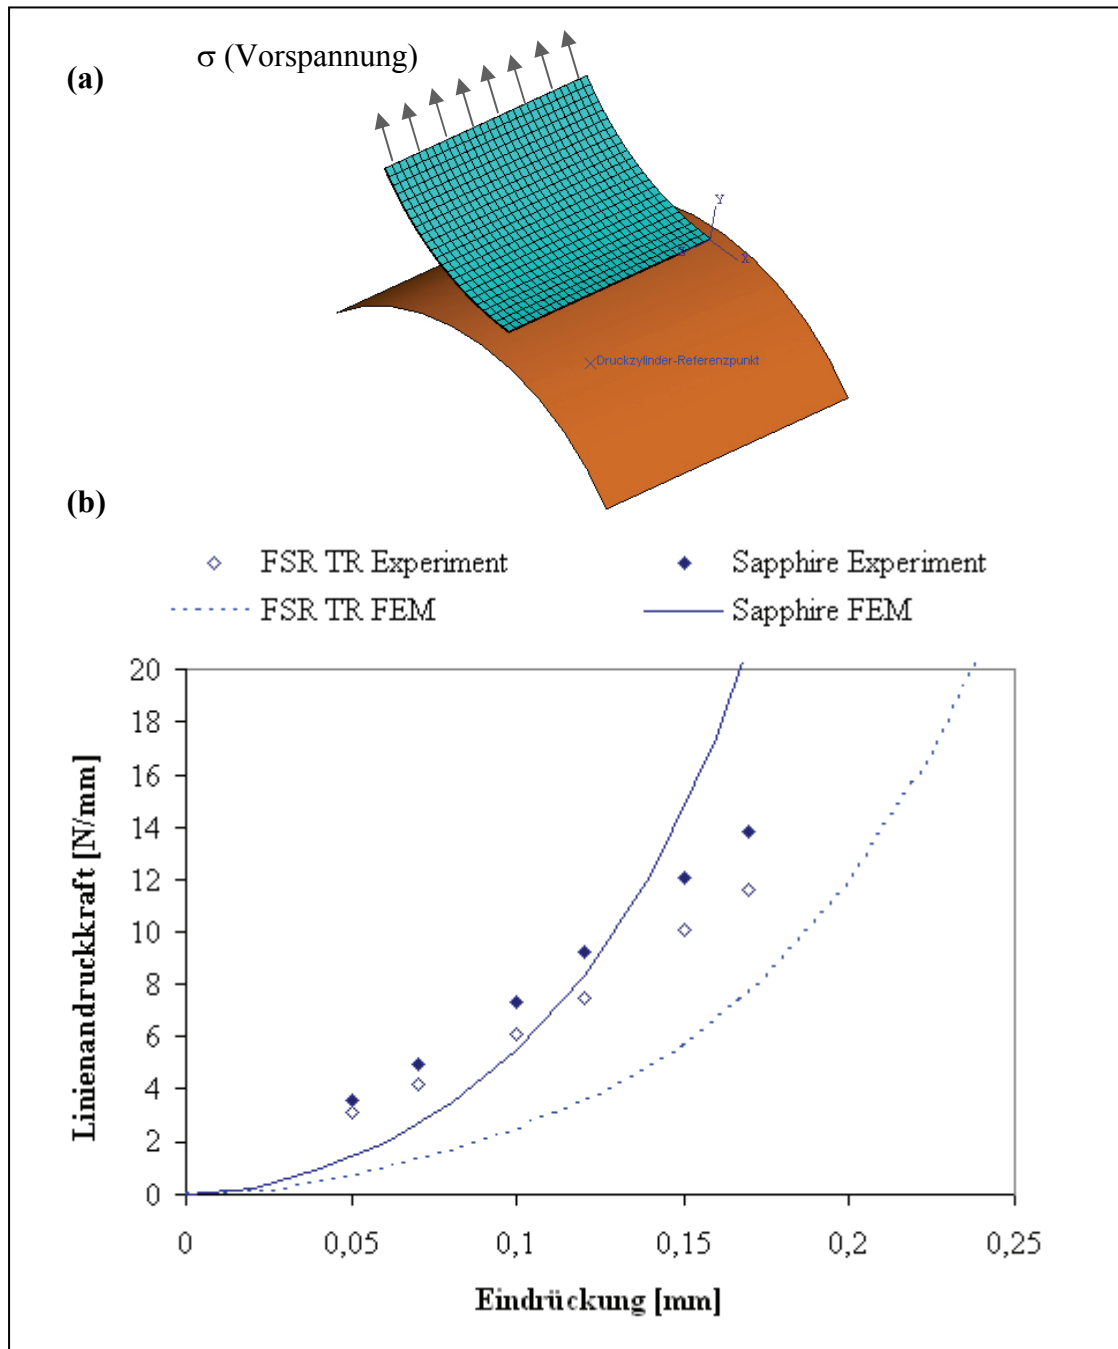 (a)
σ (Vorspannung)
Y
X
Druckzylinder-Referenzpunkt
(b)
FSR TR Experiment
Sapphire Experiment
FSR TR FEM
Sapphire FEM
20
18
16
14
12
10
8
6
4
2
0
Linienandruckkraft [N/mm]
0
0,05
0,1
0,15
0,2
0,25
Eindrückung [mm]